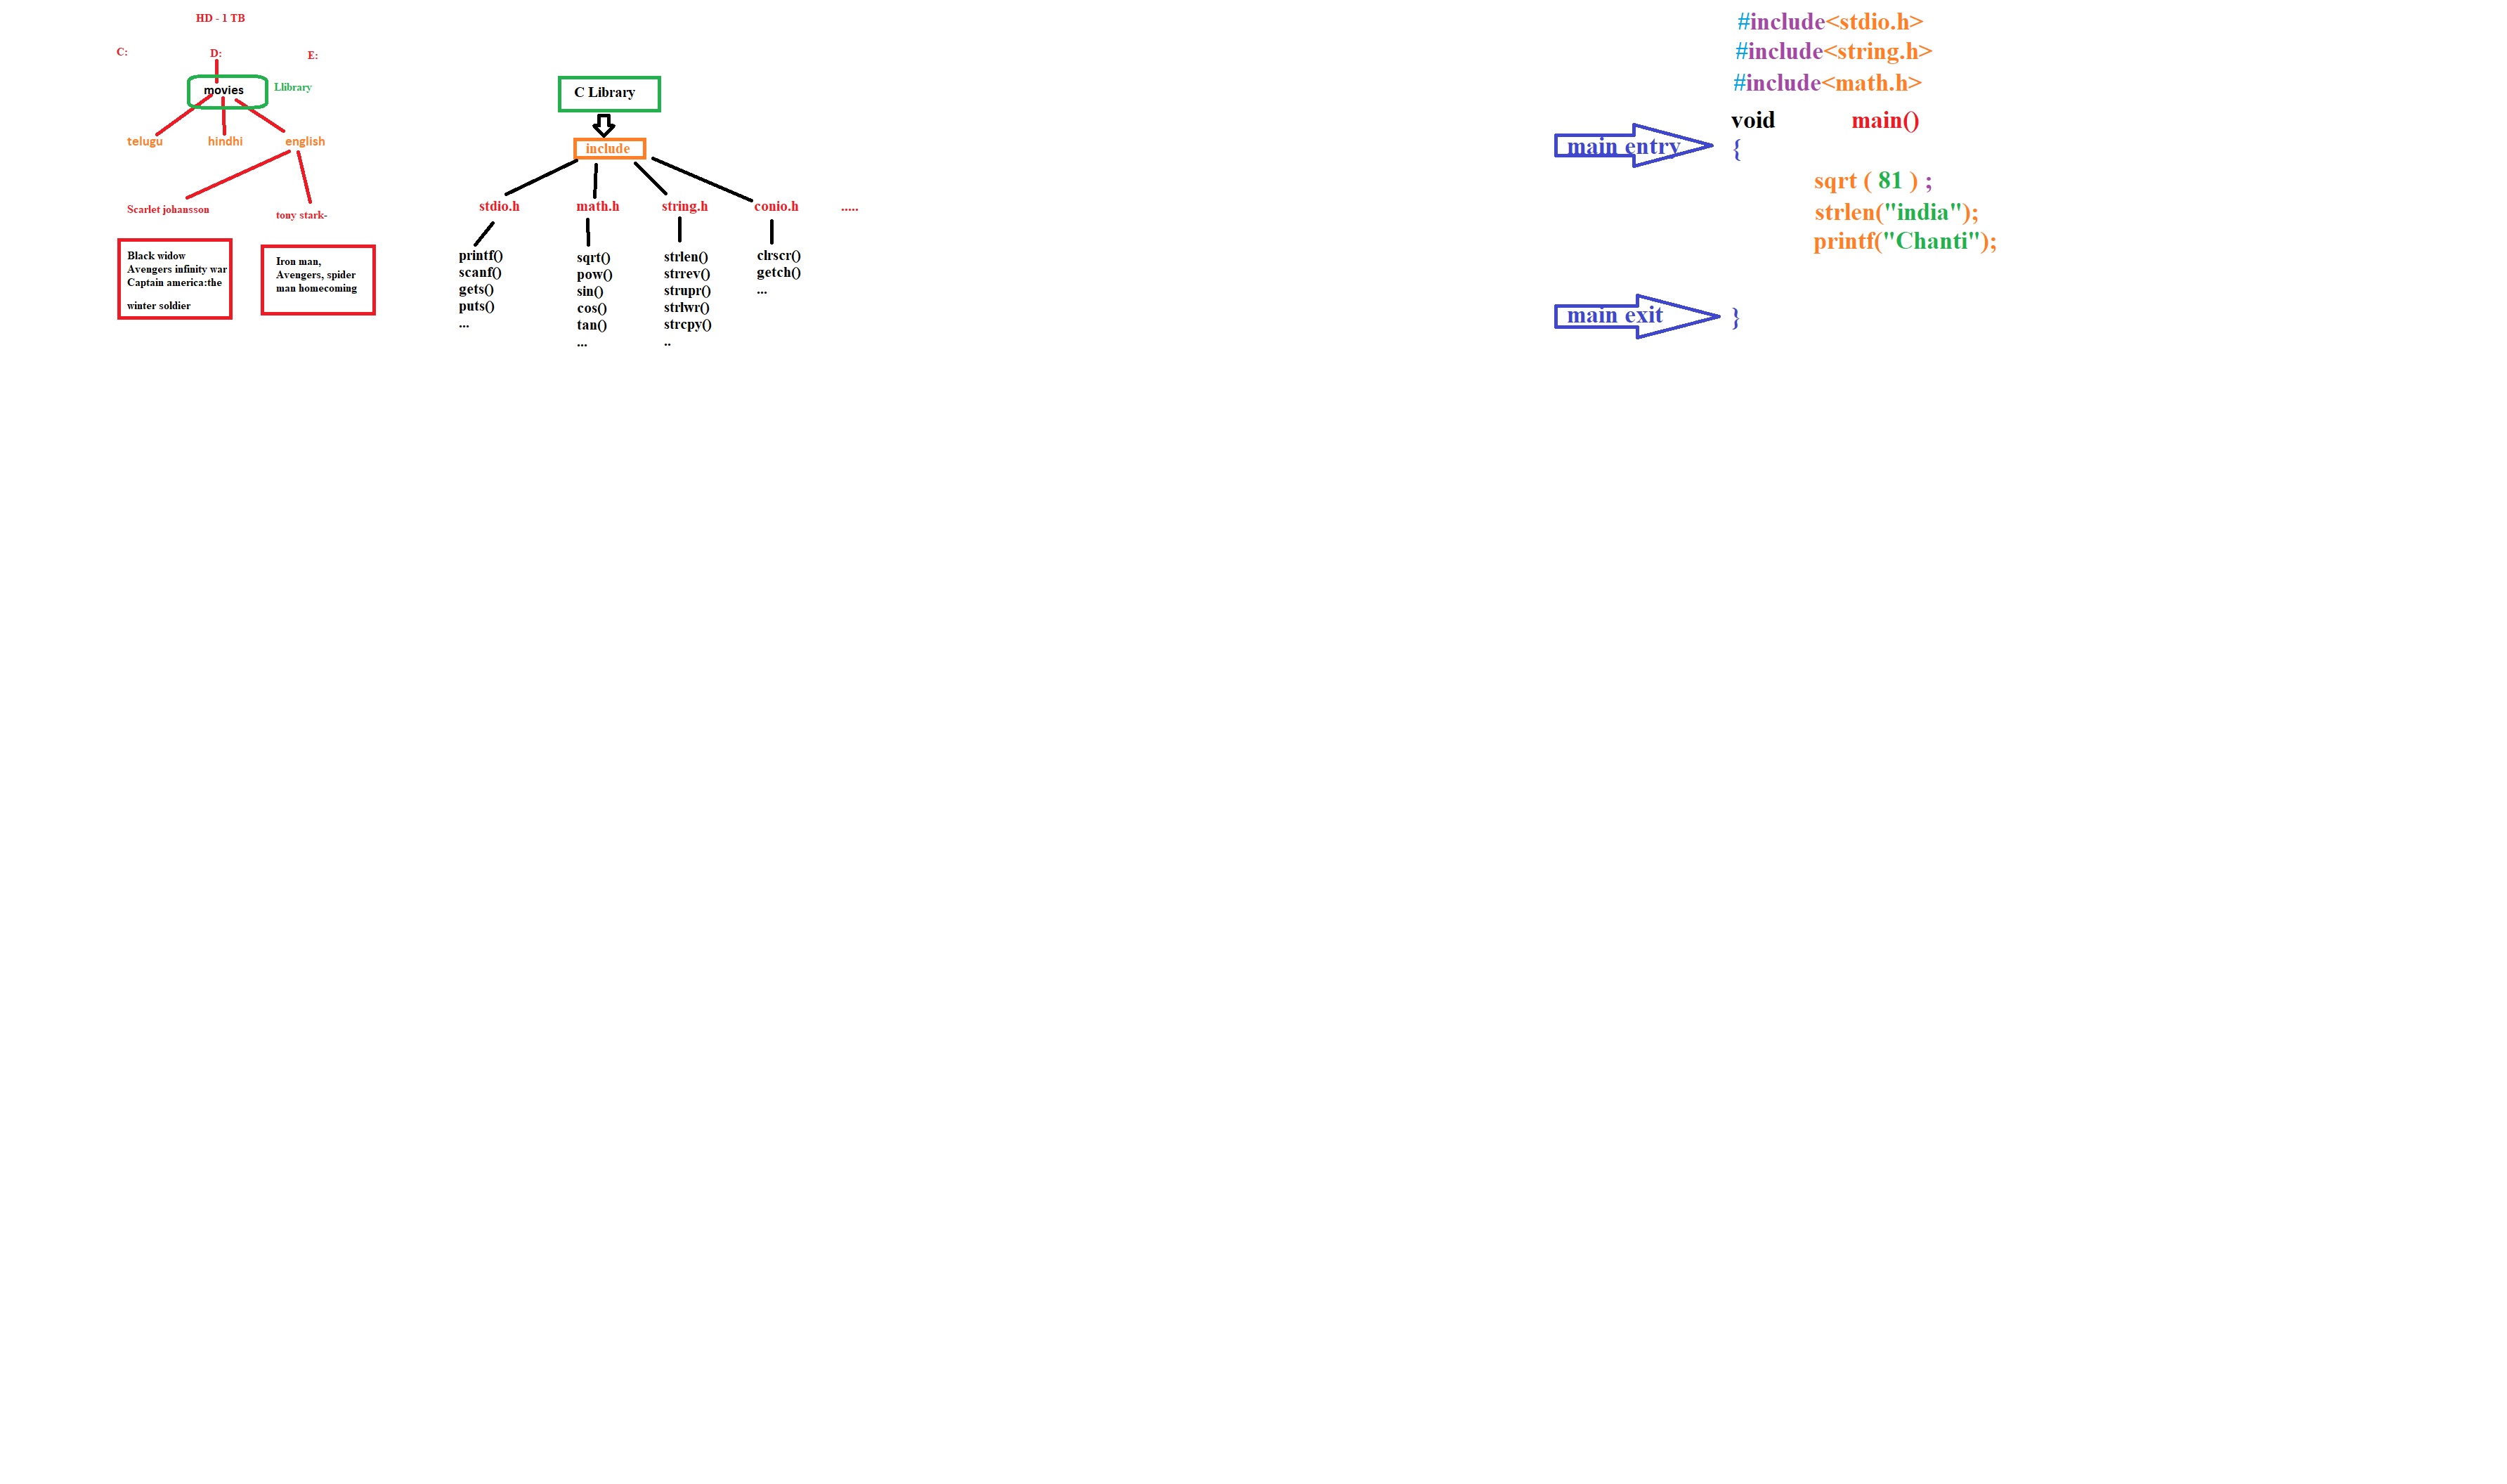 HD - 1 TB
C:
D:
E:
movies
Llibrary
telugu
hindhi
english
Scarlet johansson
tony stark-
Black widow
Avengers infinity war
Captain america:the
winter soldier
Iron man,
Avengers, spider
man homecoming
C Library
include
stdio.h
math.h
string.h
conio.h
.....
printf()
scanf()
gets()
puts()
...
sqrt()
pow()
sin()
cos()
tan()
...
strlen()
strrev()
strupr()
strlwr()
strcpy()
..
clrscr()
getch()
...
#include<stdio.h>
#include<string.h>
#include<math.h>
void main()
main entry {
sqrt ( 81 ) ;
strlen("india");
printf("Chanti");
main exit }